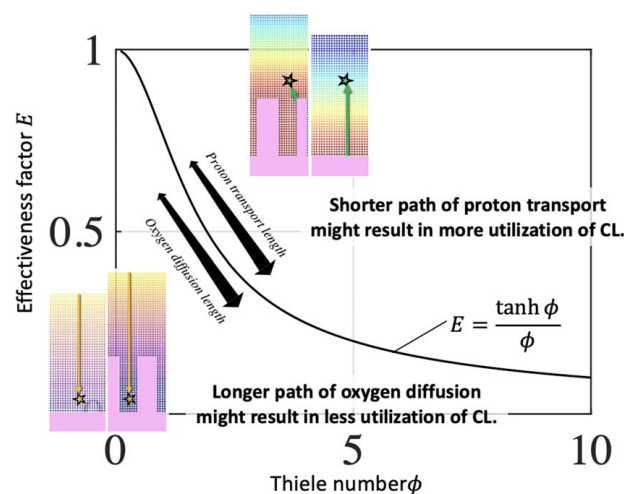 1
Effectiveness factor E
0.5
Proton transport length
Oxygen diffusion length
Shorter path of proton transport
might result in more utilization of CL.
E = tanh ϕ / ϕ
Longer path of oxygen diffusion
might result in less utilization of CL.
0
5
10
Thiele numberϕ